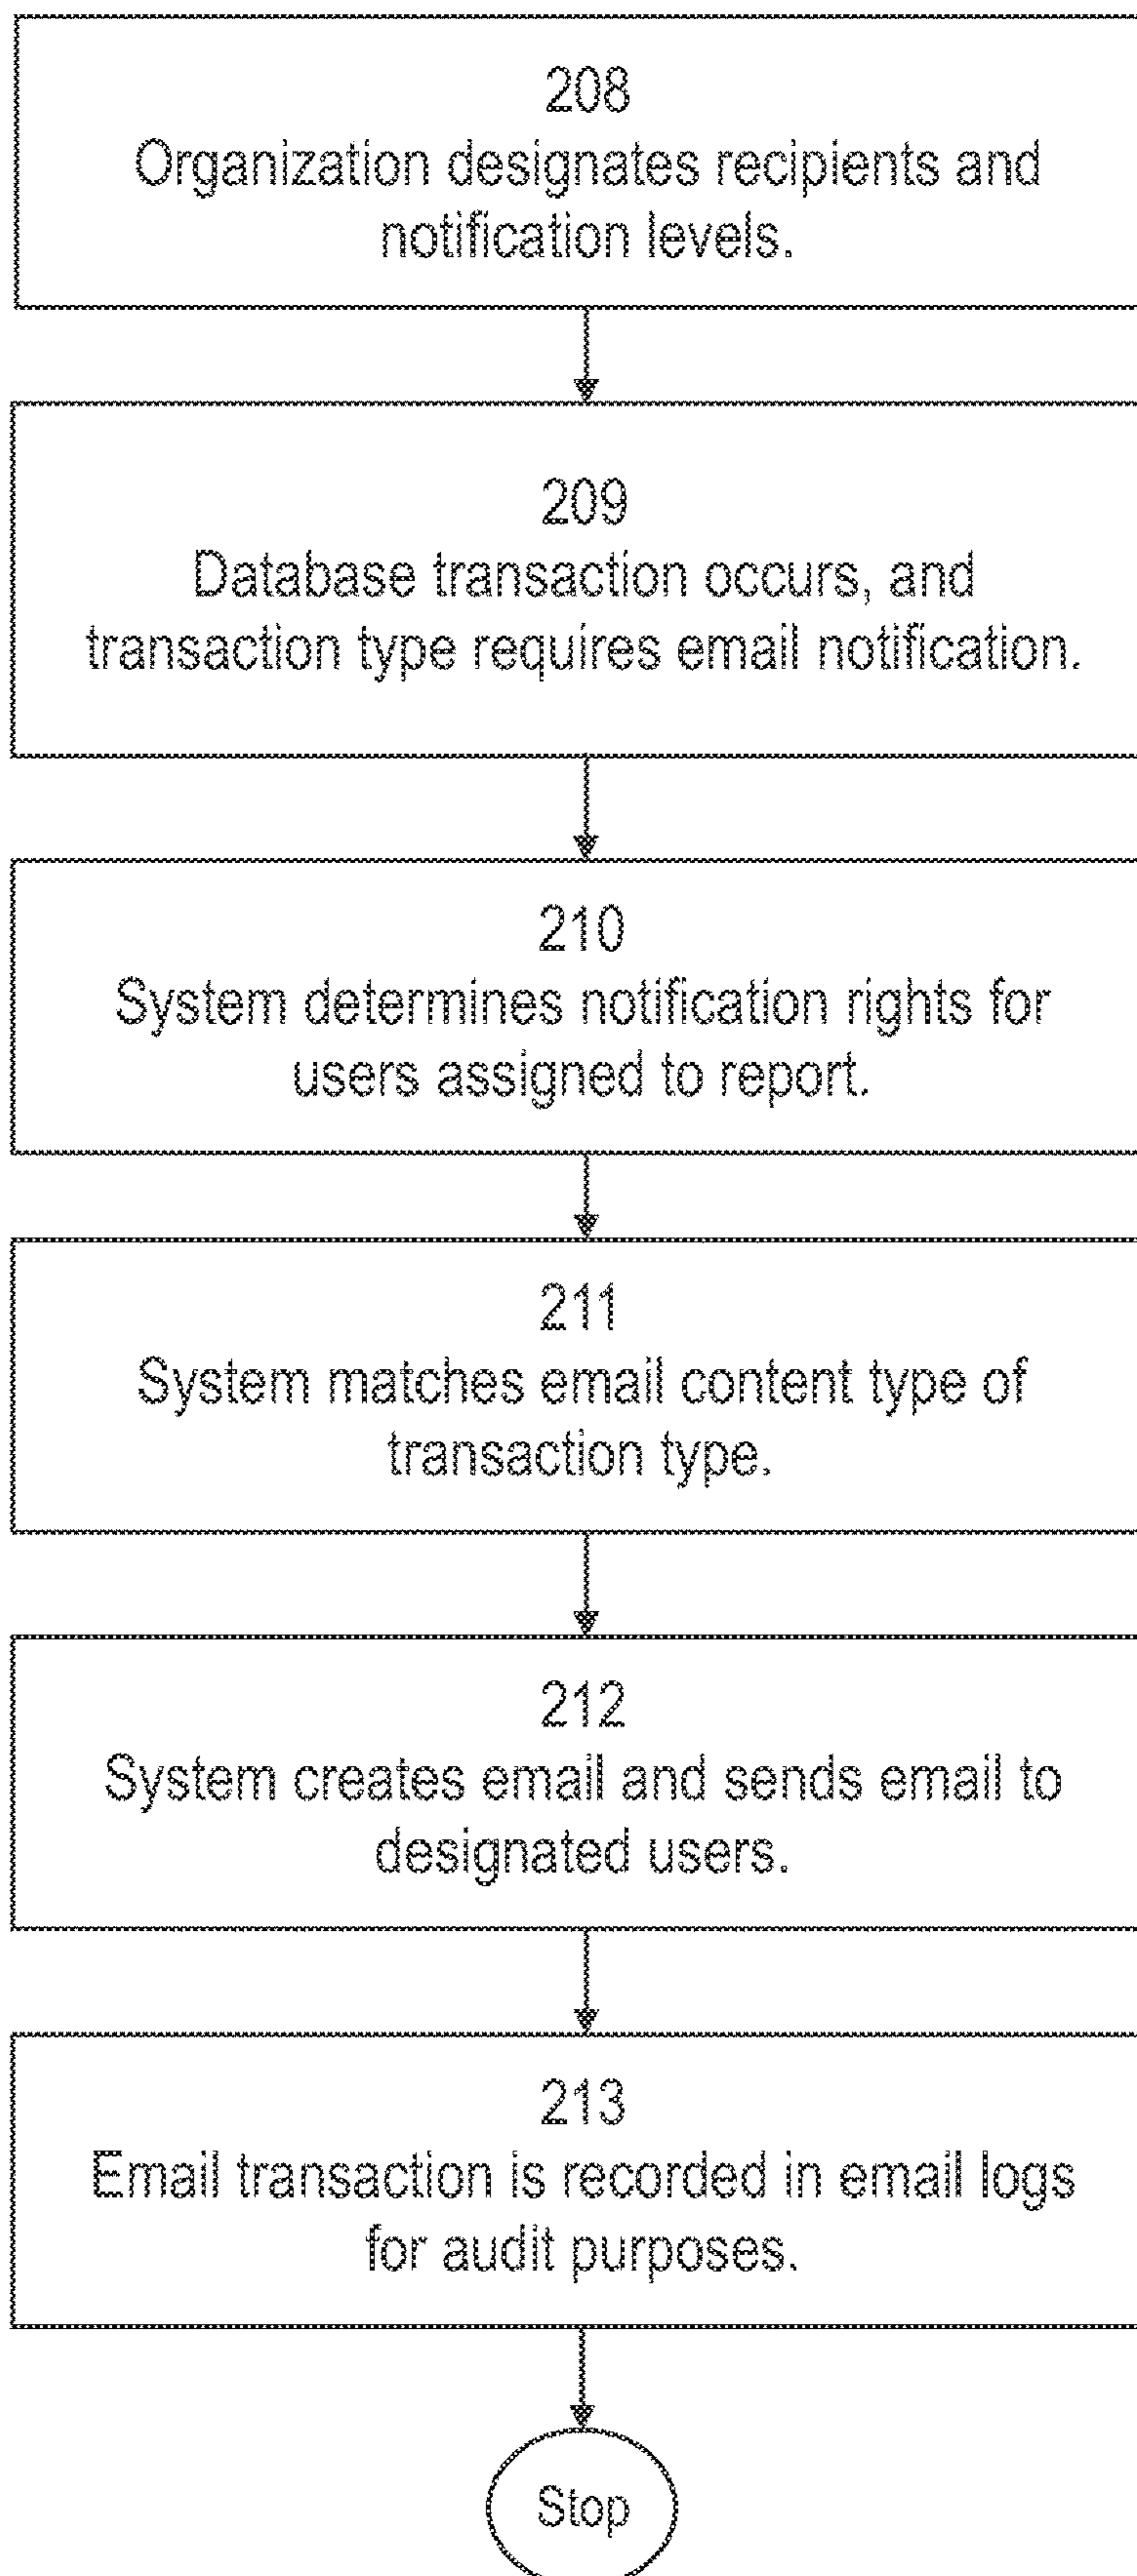 208
Organization designates recipients and
notification levels.
209
Database transaction occurs, and
transaction type requires email notification.
210
System determines notification rights for
users assigned to report.
211
System matches email content type of
transaction type.
212
System creates email and sends email to
designated users.
213
Email transaction is recorded in email logs
for audit purposes.
Stop